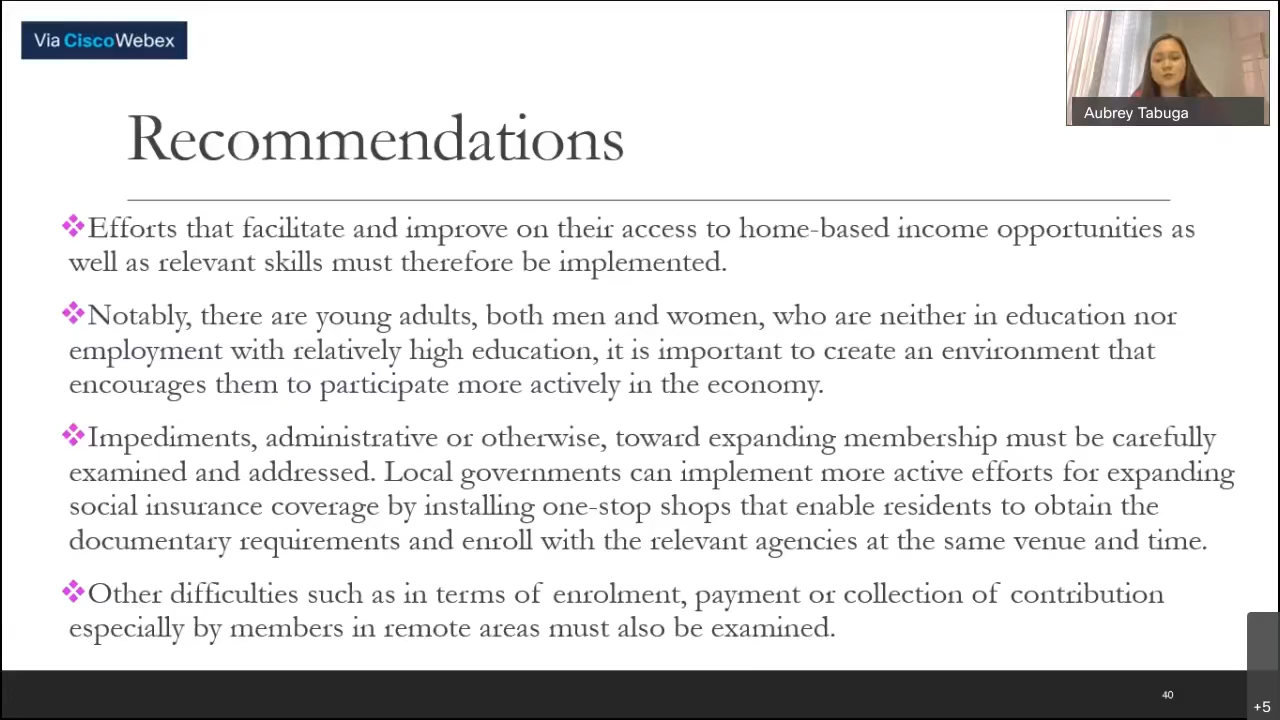 Via CiscoWebex
Aubrey Tabuga
Recommendations
Efforts that facilitate and improve on their access to home-based income opportunities as
well as relevant skills must therefore be implemented.
Notably, there are young adults, both men and women, who are neither in education nor
employment with relatively high education, it is important to create an environment that
encourages them to participate more actively in the economy.
Impediments, administrative or otherwise, toward expanding membership must be carefully
examined and addressed. Local governments can implement more active efforts for expanding
social insurance coverage by installing one-stop shops that enable residents to obtain the
documentary requirements and enroll with the relevant agencies at the same venue and time.
Other difficulties such as in terms of enrolment, payment or collection of contribution
especially by members in remote areas must also be examined.
40
+5